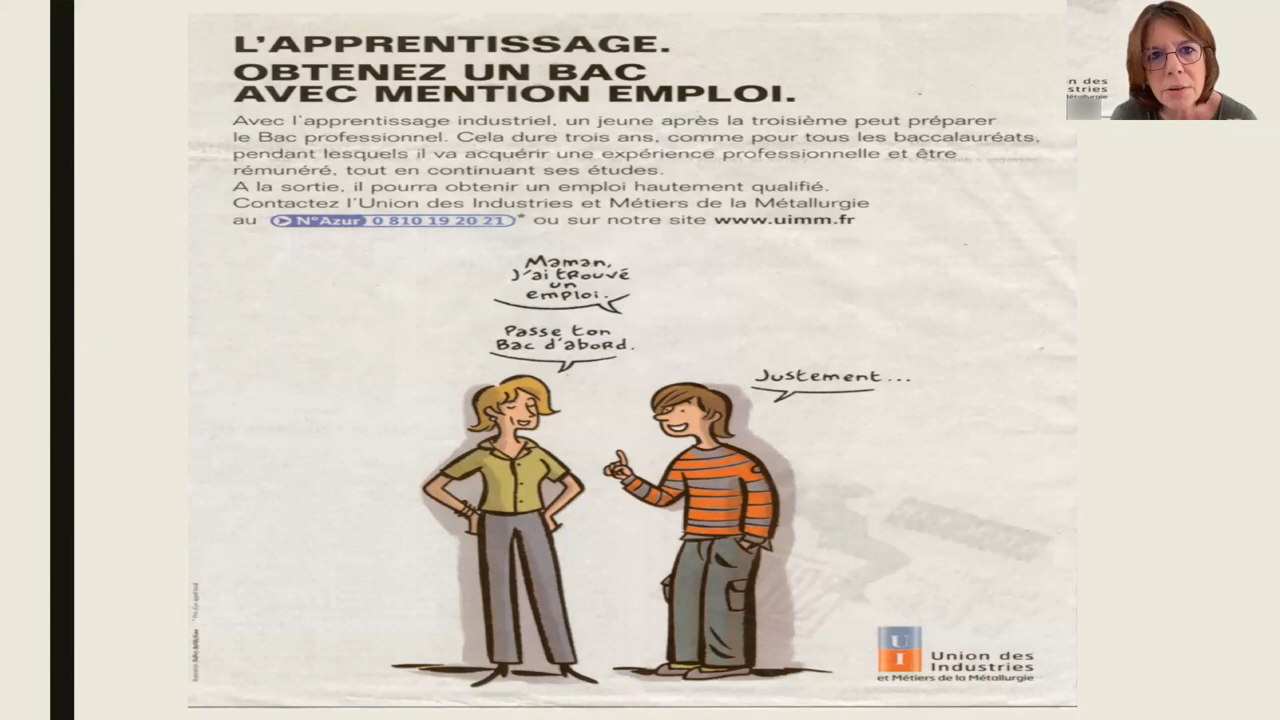 L'APPRENTISSAGE.
OBTENEZ UN BAC
AVEC MENTION EMPLOI.
Avec l'apprentissage industriel, un jeune après la troisième peut préparer
le Bac professionnel. Cela dure trois ans, comme pour tous les baccalauréats,
pendant lesquels il va acquérir une expérience professionnelle et être
rémunéré, tout en continuant ses études.
A la sortie, il pourra obtenir un emploi hautement qualifié.
Contactez l'Union des Industries et Métiers de la Métallurgie
au N°Azur 0 810 19 20 21* ou sur notre site www.uimm.fr
Maman,
J'ai trouvé
un
emploi.
Passe ton
Bac d'abord.
Justement...
UI
Union des
Industries
et Métiers de la Métallurgie
n des
stries
étallurgie